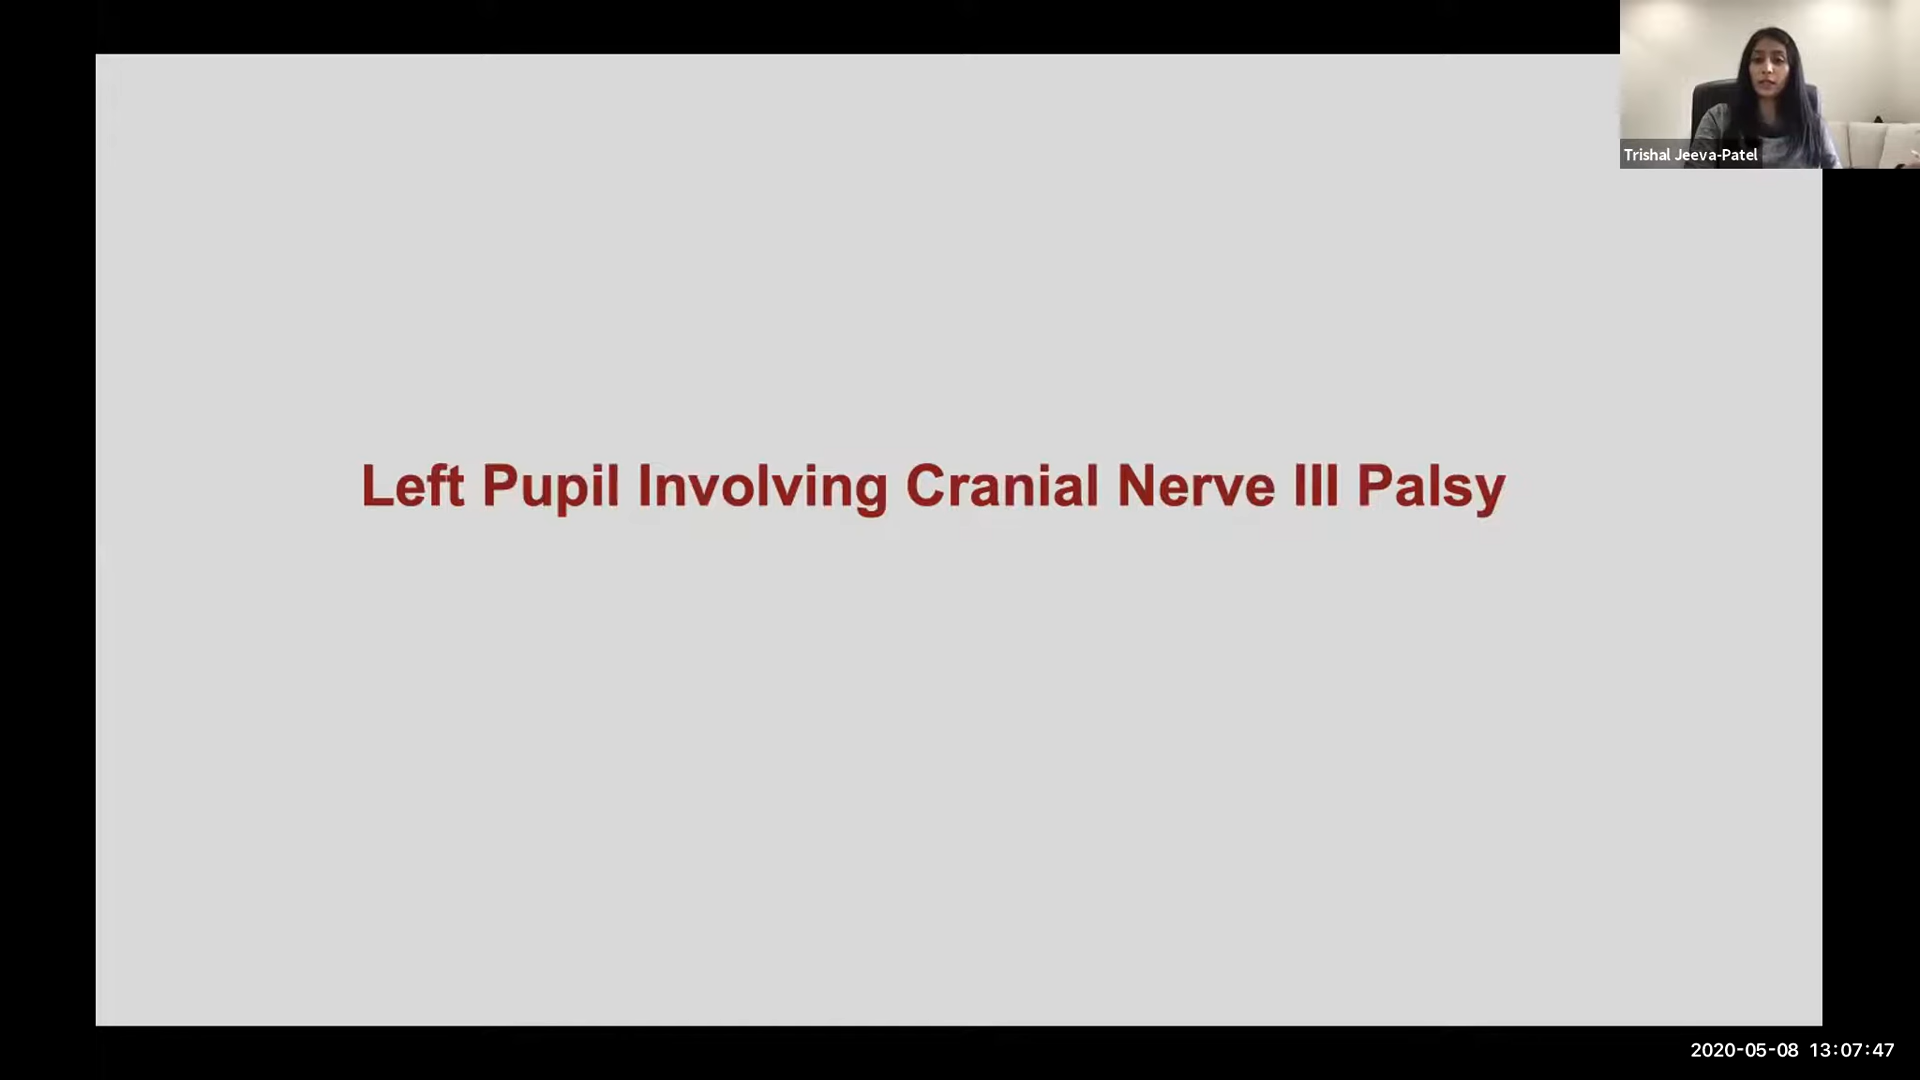 Trishal Jeeva-Patel
Left Pupil Involving Cranial Nerve III Palsy
2020-05-08 13:07:47